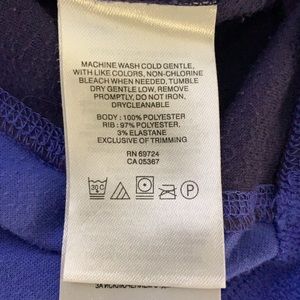 MACHINE WASH COLD GENTLE,
WITH LIKE COLORS, NON-CHLORINE
BLEACH WHEN NEEDED, TUMBLE
DRY GENTLE LOW, REMOVE
PROMPTLY, DO NOT IRON,
DRYCLEANABLE
BODY : 100% POLYESTER
RIB : 97% POLYESTER,
3% ELASTANE
EXCLUSIVE OF TRIMMING
RN 69724
CA 05367
30 C